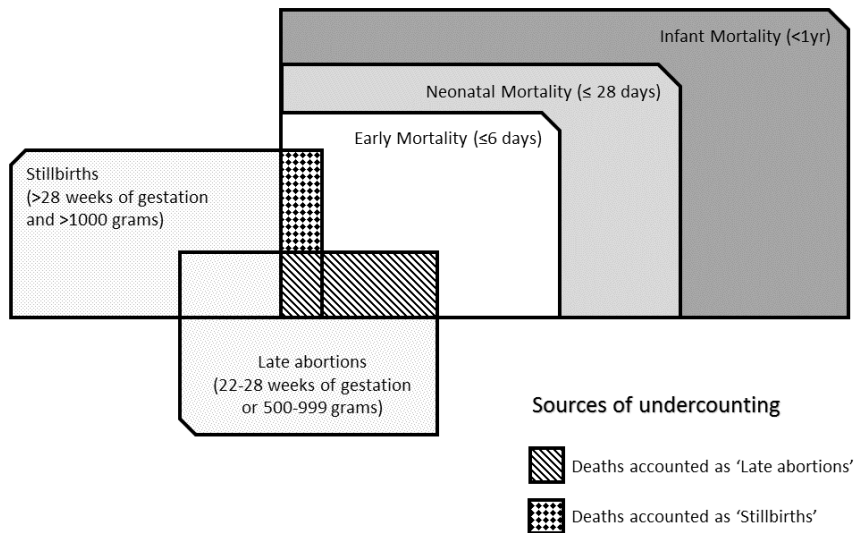 Infant Mortality (<1yr)
Neonatal Mortality (≤ 28 days)
Early Mortality (≤6 days)
Stillbirths
(>28 weeks of gestation
and >1000 grams)
Late abortions
(22-28 weeks of gestation
or 500-999 grams)
Sources of undercounting
Deaths accounted as ‘Late abortions’
Deaths accounted as ‘Stillbirths’